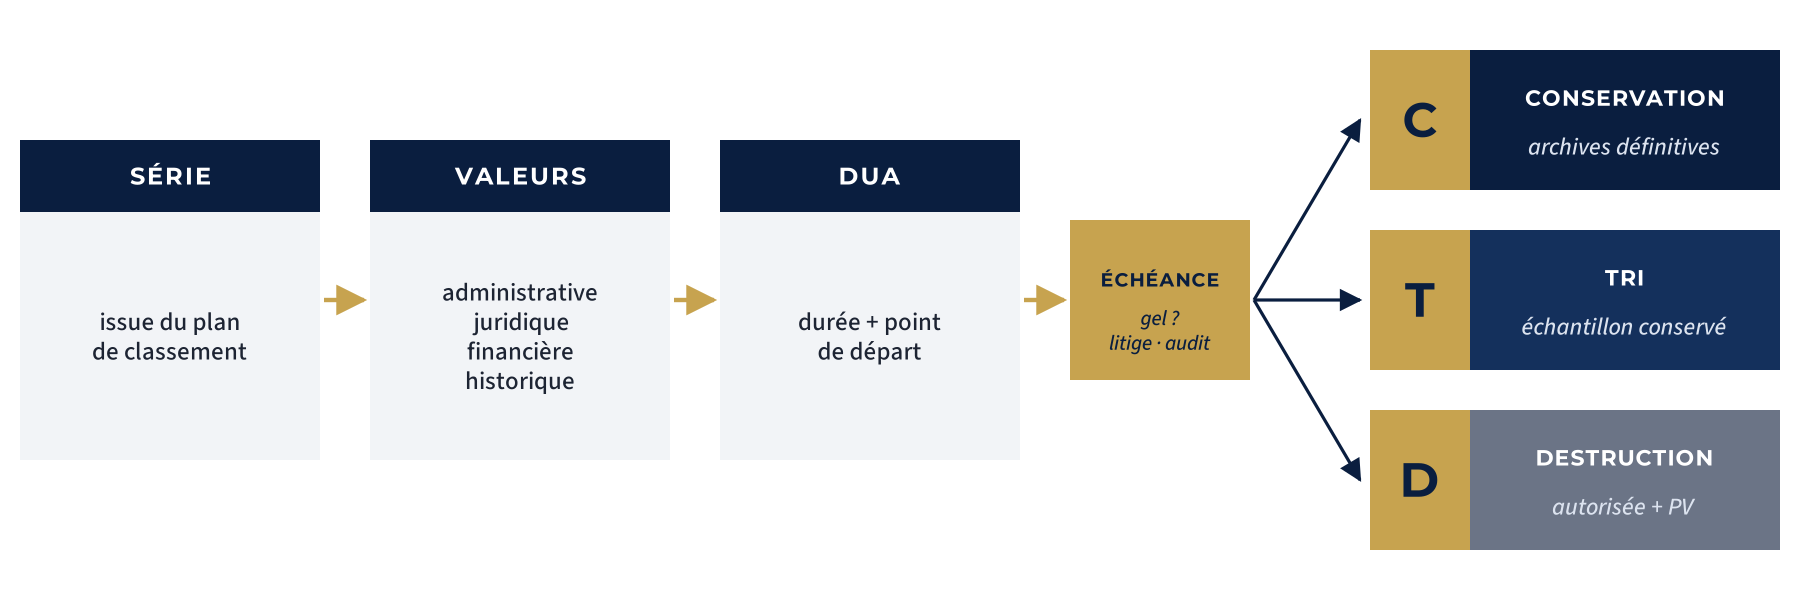 SÉRIE
issue du plan
de classement
VALEURS
administrative
juridique
financière
historique
DUA
durée + point
de départ
ÉCHÉANCE
gel ?
litige · audit
C
CONSERVATION
archives définitives
T
TRI
échantillon conservé
D
DESTRUCTION
autorisée + PV